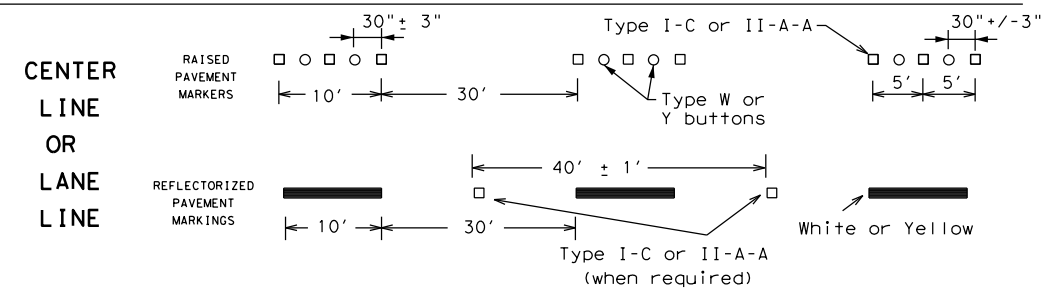 30"± 3"
Type I-C or II-A-A
30"+/-3"
CENTER
LINE
OR
LANE
LINE
RAISED
PAVEMENT
MARKERS
10'
30'
5'
5'
Type W or
Y buttons
40' ± 1'
REFLECTORIZED
PAVEMENT
MARKINGS
10'
30'
Type I-C or II-A-A
(when required)
White or Yellow